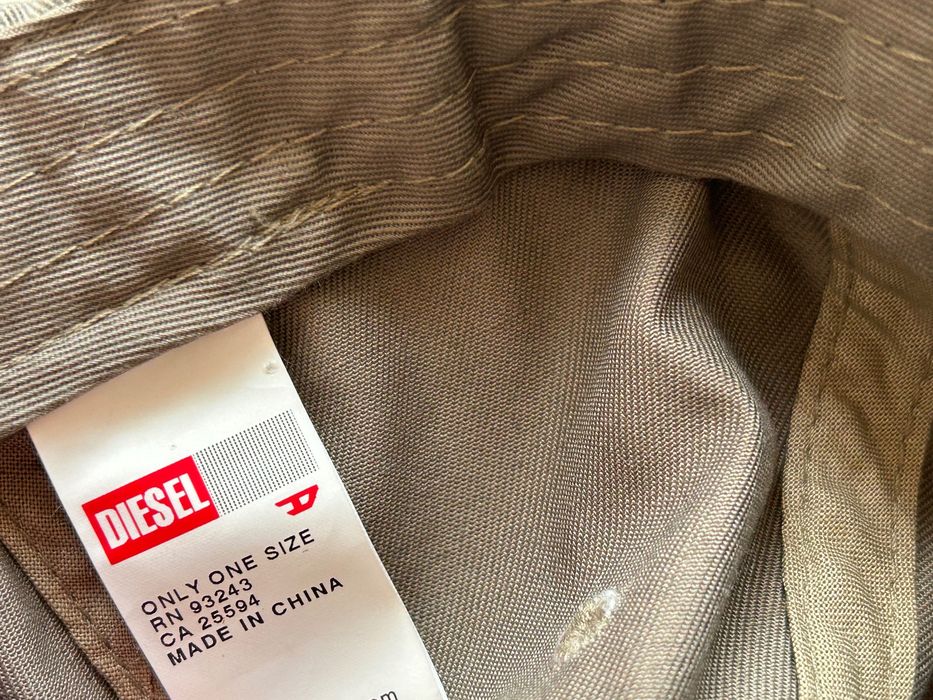 DIESEL
D
ONLY ONE SIZE
RN 93243
CA 25594
MADE IN CHINA